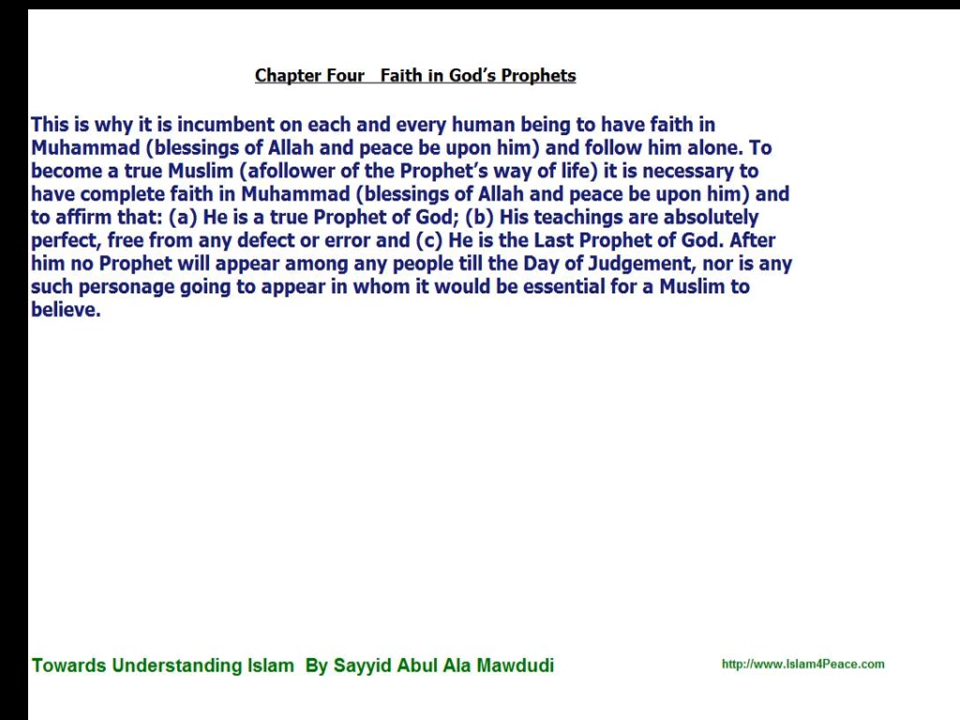 Chapter Four   Faith in God’s Prophets
This is why it is incumbent on each and every human being to have faith in
Muhammad (blessings of Allah and peace be upon him) and follow him alone. To
become a true Muslim (afollower of the Prophet’s way of life) it is necessary to
have complete faith in Muhammad (blessings of Allah and peace be upon him) and
to affirm that: (a) He is a true Prophet of God; (b) His teachings are absolutely
perfect, free from any defect or error and (c) He is the Last Prophet of God. After
him no Prophet will appear among any people till the Day of Judgement, nor is any
such personage going to appear in whom it would be essential for a Muslim to
believe.
Towards Understanding Islam  By Sayyid Abul Ala Mawdudi
http://www.Islam4Peace.com